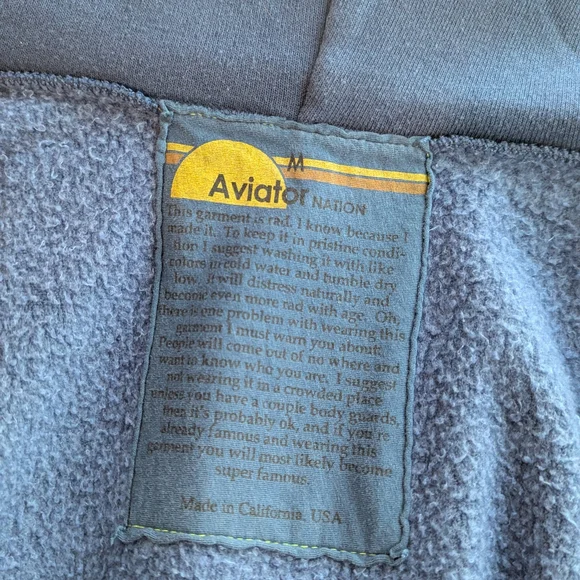 M
Aviator NATION
This garment is rad. I know because I
made it. To keep it in pristine condi-
tion I suggest washing it with like
colors in cold water and tumble dry
low. It will distress naturally and
become even more rad with age. Oh,
there is one problem with wearing this
garment I must warn you about.
People will come out of no where and
want to know who you are. I suggest
not wearing it in a crowded place
unless you have a couple body guards,
then it's probably ok, and if you're
already famous and wearing this
garment you will most likely become
super famous.
Made in California, USA